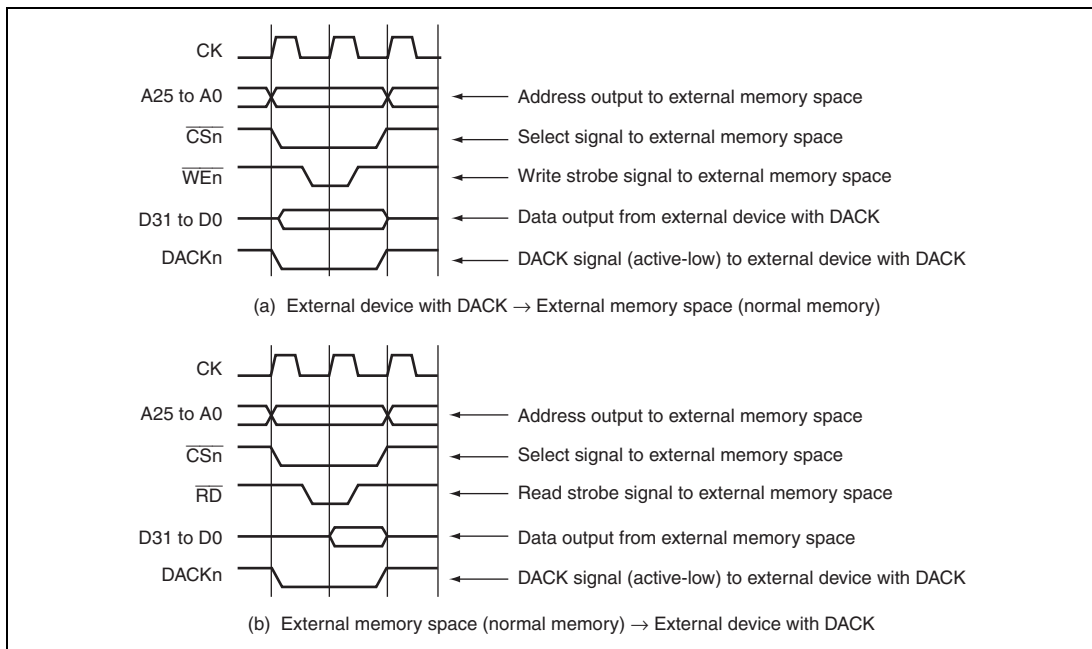 CK
A25 to A0 Address output to external memory space
CSn Select signal to external memory space
WEn Write strobe signal to external memory space
D31 to D0 Data output from external device with DACK
DACKn DACK signal (active-low) to external device with DACK
(a) External device with DACK → External memory space (normal memory)
CK
A25 to A0 Address output to external memory space
CSn Select signal to external memory space
RD Read strobe signal to external memory space
D31 to D0 Data output from external memory space
DACKn DACK signal (active-low) to external device with DACK
(b) External memory space (normal memory) → External device with DACK